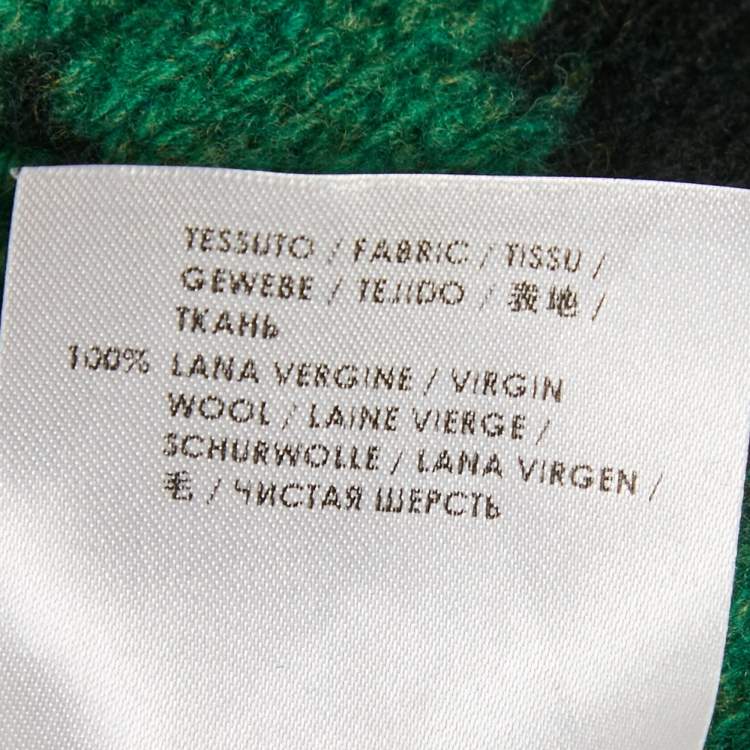 TESSUTO / FABRIC / TISSU /
GEWEBE / TEJIDO / 表地 /
ТКАНЬ
100% LANA VERGINE / VIRGIN
WOOL / LAINE VIERGE /
SCHURWOLLE / LANA VIRGEN /
毛 / ЧИСТАЯ ШЕРСТЬ